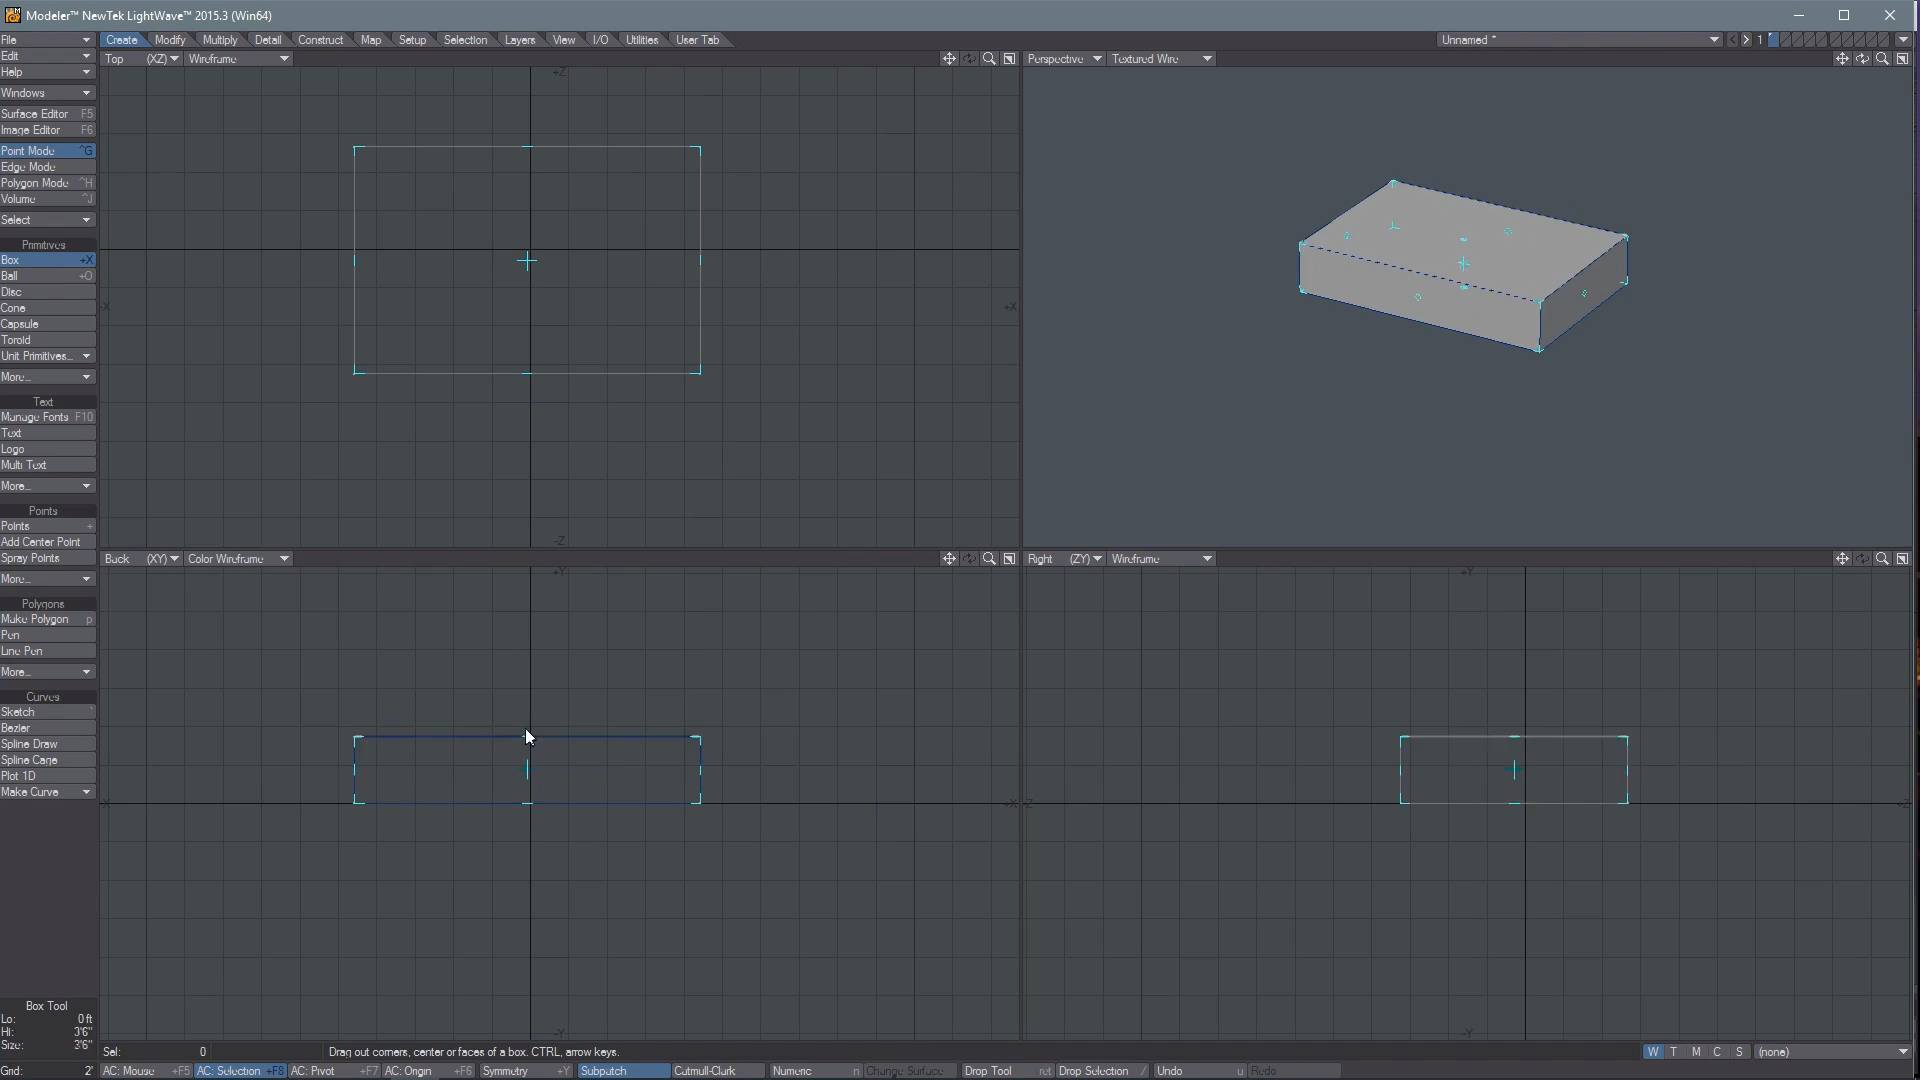 Modeler™ NewTek LightWave™ 2015.3 (Win64)
File
Create Modify Multiply Detail Construct Map Setup Selection Layers View I/O Utilities User Tab
Unnamed * 1
Edit
Help
Windows
Surface Editor F5
Image Editor F6
Point Mode ^G
Edge Mode
Polygon Mode ^H
Volume ^J
Select
Primitives
Box +X
Ball +O
Disc
Cone
Capsule
Toroid
Unit Primitives...
More...
Text
Manage Fonts F10
Text
Logo
Multi Text
More...
Points
Points +
Add Center Point
Spray Points
More...
Polygons
Make Polygon p
Pen
Line Pen
More...
Curves
Sketch `
Bezier
Spline Draw
Spline Cage
Plot 1D
Make Curve
Top (XZ) Wireframe
+Z
-X
+X
-Z
Perspective Textured Wire
Back (XY) Color Wireframe
+Y
-X
+X
-Y
Right (ZY) Wireframe
+Y
-Z
+Z
-Y
Box Tool
Lo: 0 ft
Hi: 3'6"
Size: 3'6"
Grid: 2'
Sel: 0
Drag out corners, center or faces of a box. CTRL, arrow keys.
W T M C S (none)
AC: Mouse +F5 AC: Selection +F8 AC: Pivot +F7 AC: Origin +F6 Symmetry +Y Subpatch Catmull-Clark Numeric n Change Surface Drop Tool ret Drop Selection / Undo u Redo